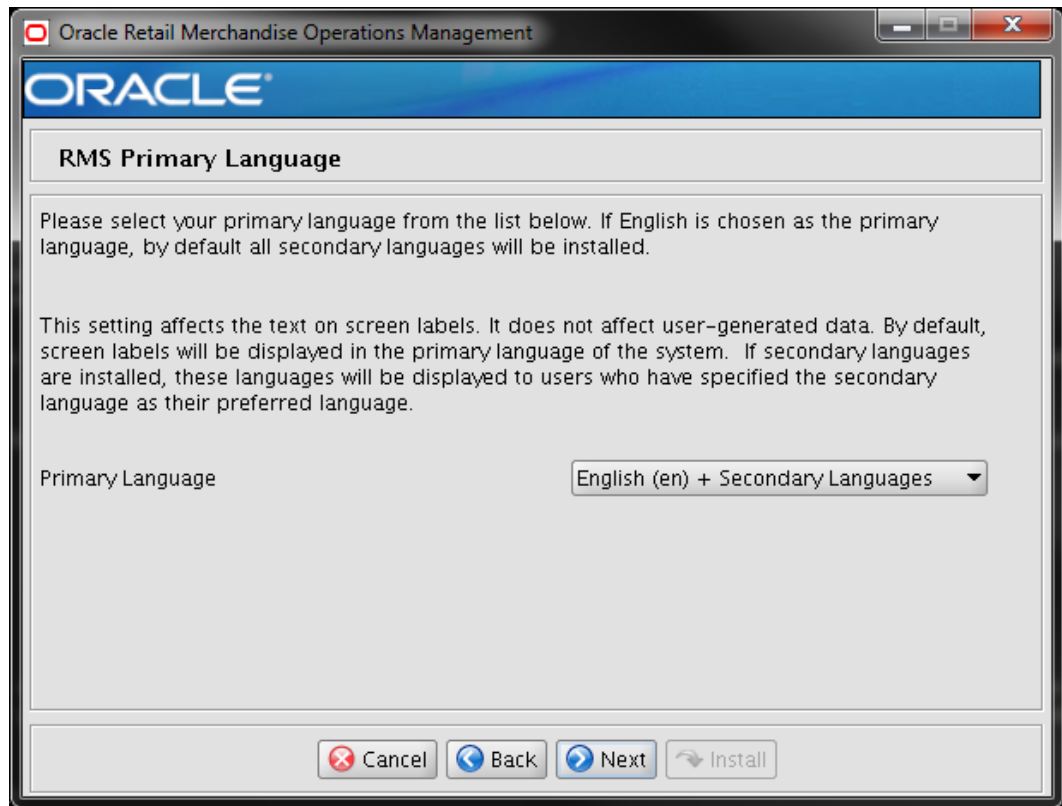 Oracle Retail Merchandise Operations Management
ORACLE®
RMS Primary Language
Please select your primary language from the list below. If English is chosen as the primary
language, by default all secondary languages will be installed.
This setting affects the text on screen labels. It does not affect user-generated data. By default,
screen labels will be displayed in the primary language of the system.  If secondary languages
are installed, these languages will be displayed to users who have specified the secondary
language as their preferred language.
Primary Language
English (en) + Secondary Languages
Cancel
Back
Next
Install